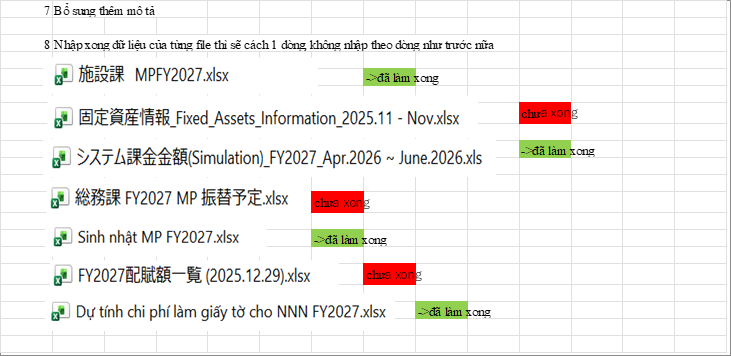 7 Bổ sung thêm mô tả
8 Nhập xong dữ liệu của từng file thì sẽ cách 1 dòng, không nhập theo dòng như trước nữa
施設課 MPFY2027.xlsx ->đã làm xong
固定資産情報_Fixed_Assets_Information_2025.11 - Nov.xlsx chưa xong
システム課金金額(Simulation)_FY2027_Apr.2026 ~ June.2026.xls ->đã làm xong
総務課 FY2027 MP 振替予定.xlsx chưa xong
Sinh nhật MP FY2027.xlsx ->đã làm xong
FY2027配賦額一覧 (2025.12.29).xlsx chưa xong
Dự tính chi phí làm giấy tờ cho NNN FY2027.xlsx ->đã làm xong